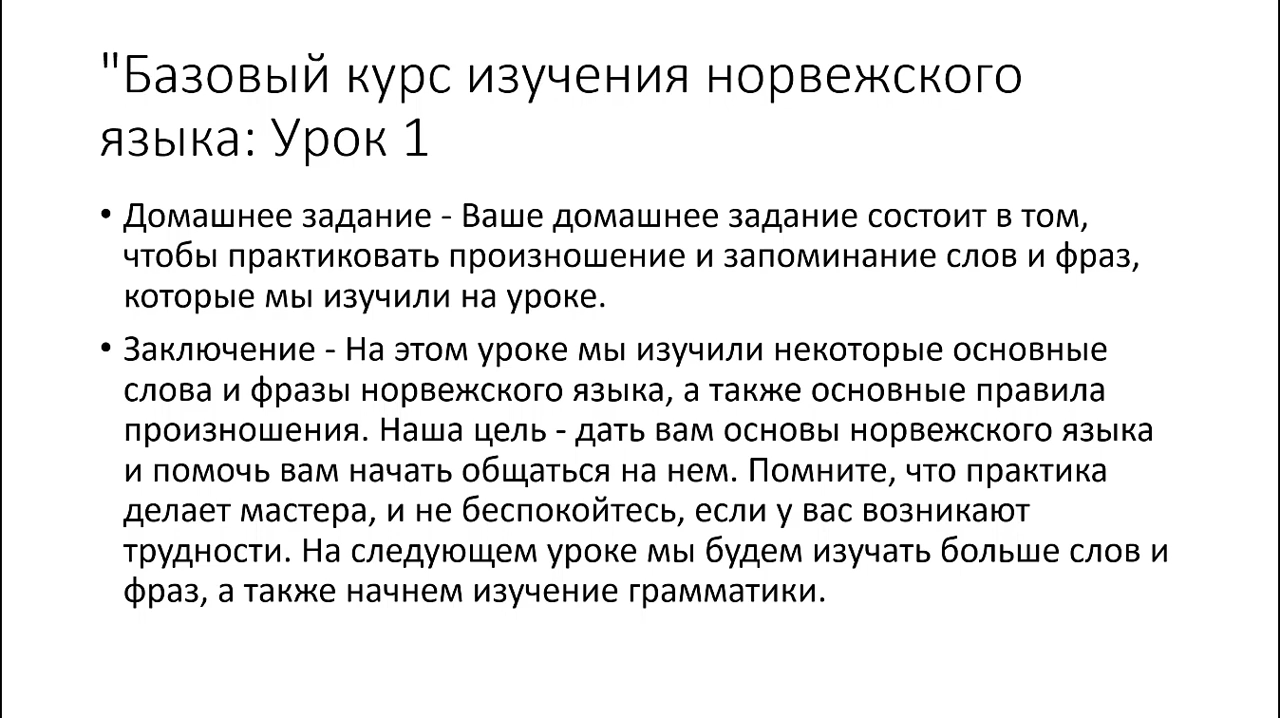 "Базовый курс изучения норвежского
языка: Урок 1
• Домашнее задание - Ваше домашнее задание состоит в том,
чтобы практиковать произношение и запоминание слов и фраз,
которые мы изучили на уроке.
• Заключение - На этом уроке мы изучили некоторые основные
слова и фразы норвежского языка, а также основные правила
произношения. Наша цель - дать вам основы норвежского языка
и помочь вам начать общаться на нем. Помните, что практика
делает мастера, и не беспокойтесь, если у вас возникают
трудности. На следующем уроке мы будем изучать больше слов и
фраз, а также начнем изучение грамматики.